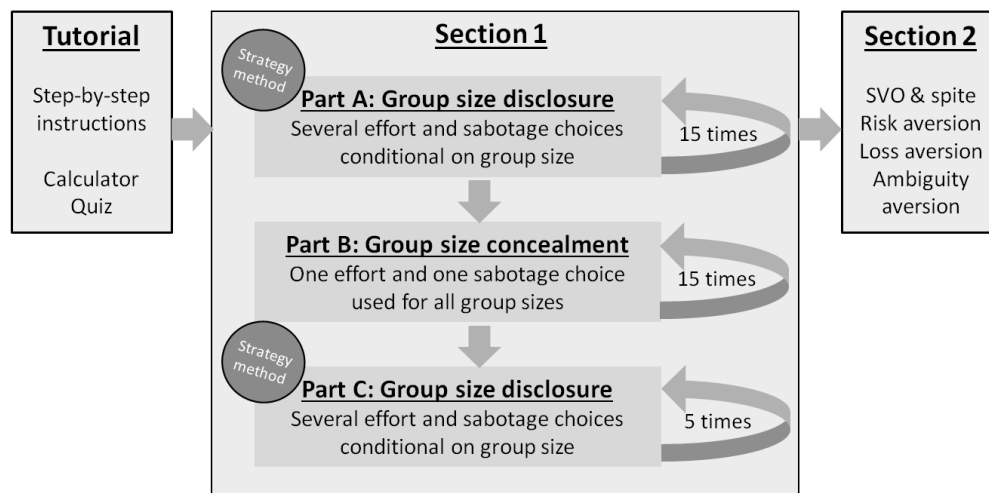 Tutorial
Step-by-step
instructions
Calculator
Quiz
Section 1
Strategy
method
Part A: Group size disclosure
Several effort and sabotage choices
conditional on group size
15 times
Part B: Group size concealment
One effort and one sabotage choice
used for all group sizes
15 times
Strategy
method
Part C: Group size disclosure
Several effort and sabotage choices
conditional on group size
5 times
Section 2
SVO & spite
Risk aversion
Loss aversion
Ambiguity
aversion